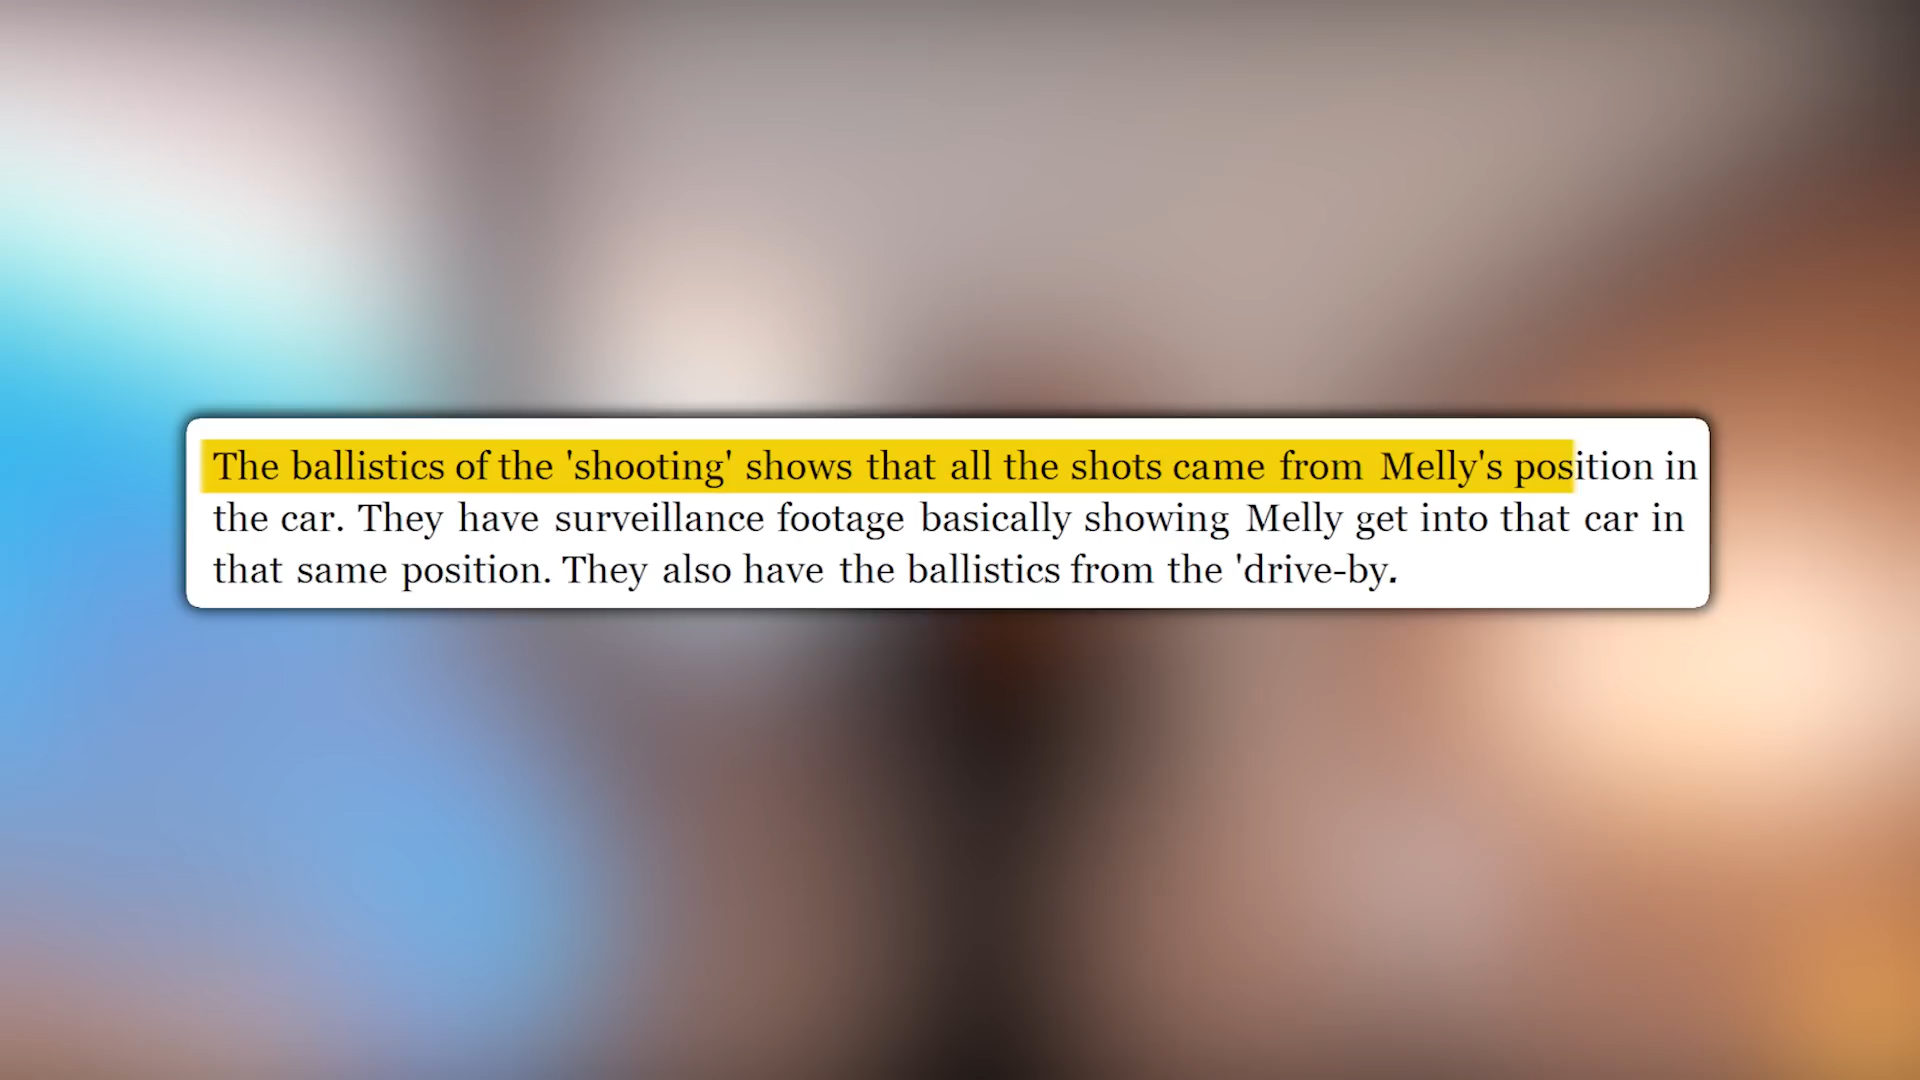 The ballistics of the 'shooting' shows that all the shots came from Melly's position in
the car. They have surveillance footage basically showing Melly get into that car in
that same position. They also have the ballistics from the 'drive-by.